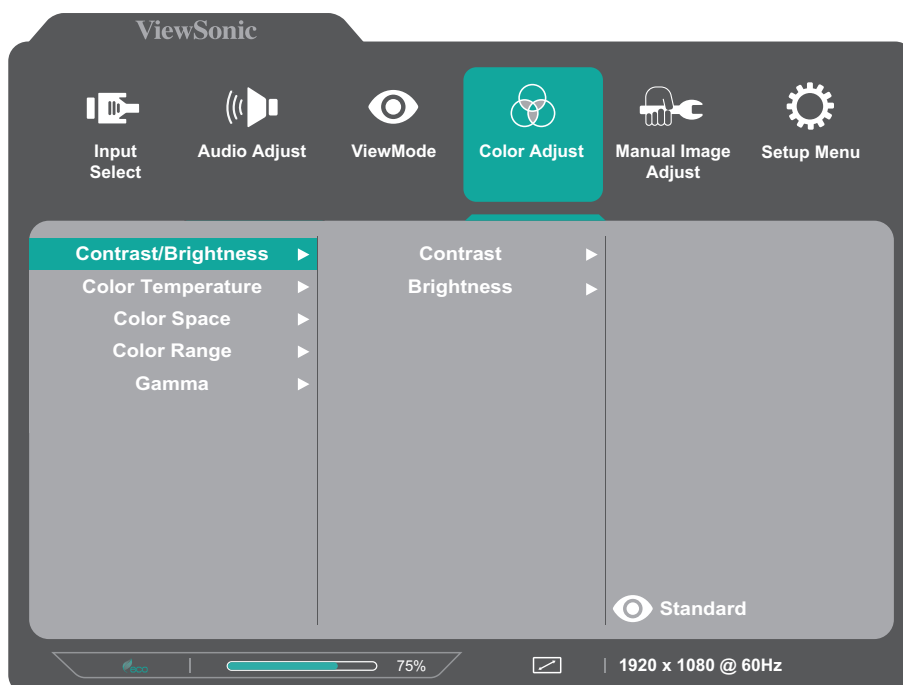 ViewSonic
Input
Select
Audio Adjust
ViewMode
Color Adjust
Manual Image
Adjust
Setup Menu
Contrast/Brightness
Color Temperature
Color Space
Color Range
Gamma
Contrast
Brightness
Standard
eco
75%
1920 x 1080 @ 60Hz